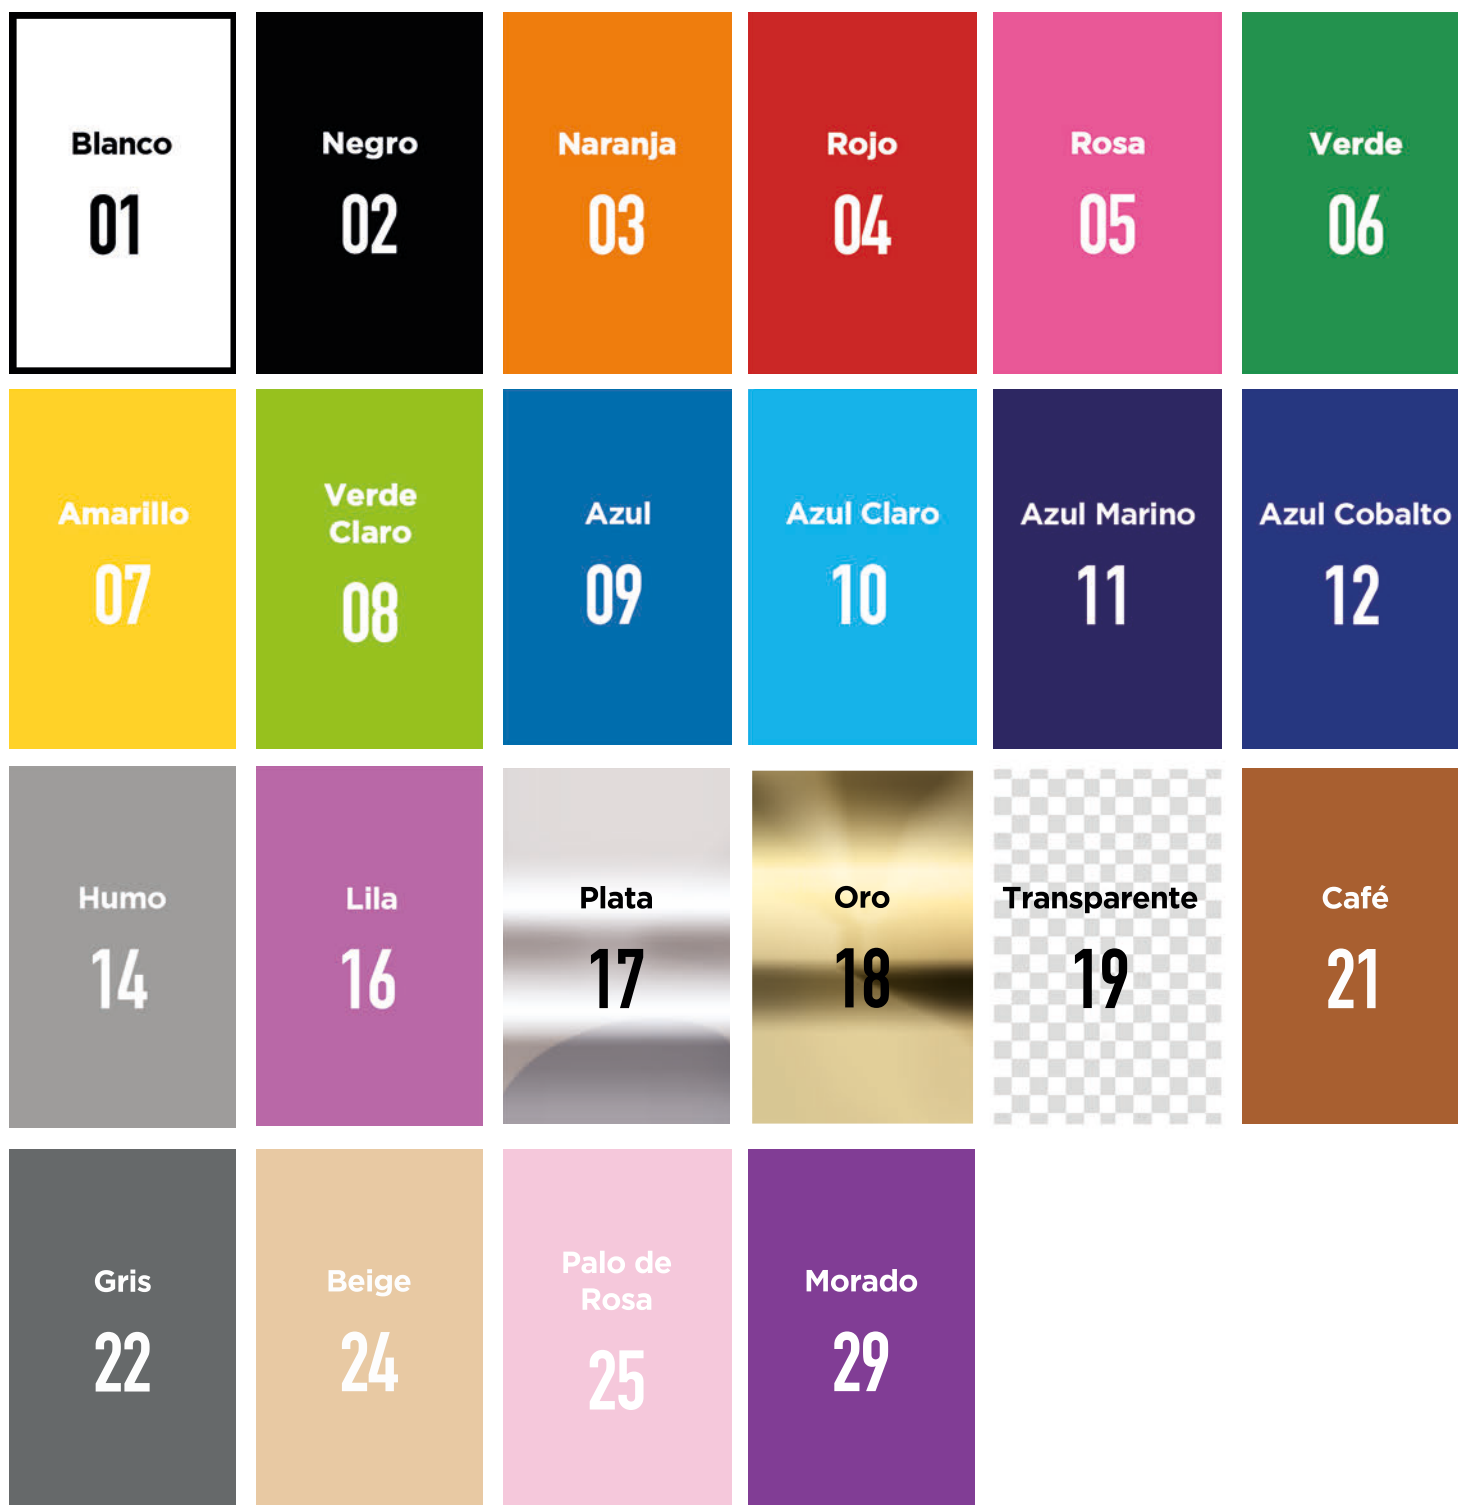 Blanco
01
Negro
02
Naranja
03
Rojo
04
Rosa
05
Verde
06
Amarillo
07
Verde
Claro
08
Azul
09
Azul Claro
10
Azul Marino
11
Azul Cobalto
12
Humo
14
Lila
16
Plata
17
Oro
18
Transparente
19
Café
21
Gris
22
Beige
24
Palo de
Rosa
25
Morado
29